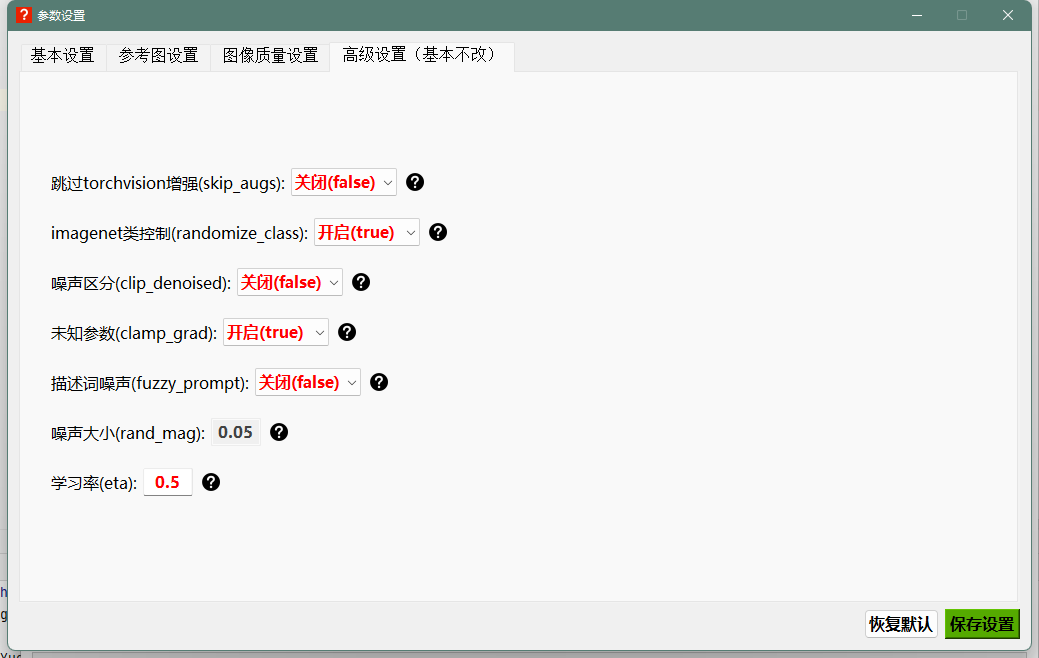 参数设置
基本设置 参考图设置 图像质量设置 高级设置（基本不改）
跳过torchvision增强(skip_augs): 关闭(false)
imagenet类控制(randomize_class): 开启(true)
噪声区分(clip_denoised): 关闭(false)
未知参数(clamp_grad): 开启(true)
描述词噪声(fuzzy_prompt): 关闭(false)
噪声大小(rand_mag): 0.05
学习率(eta): 0.5
恢复默认 保存设置